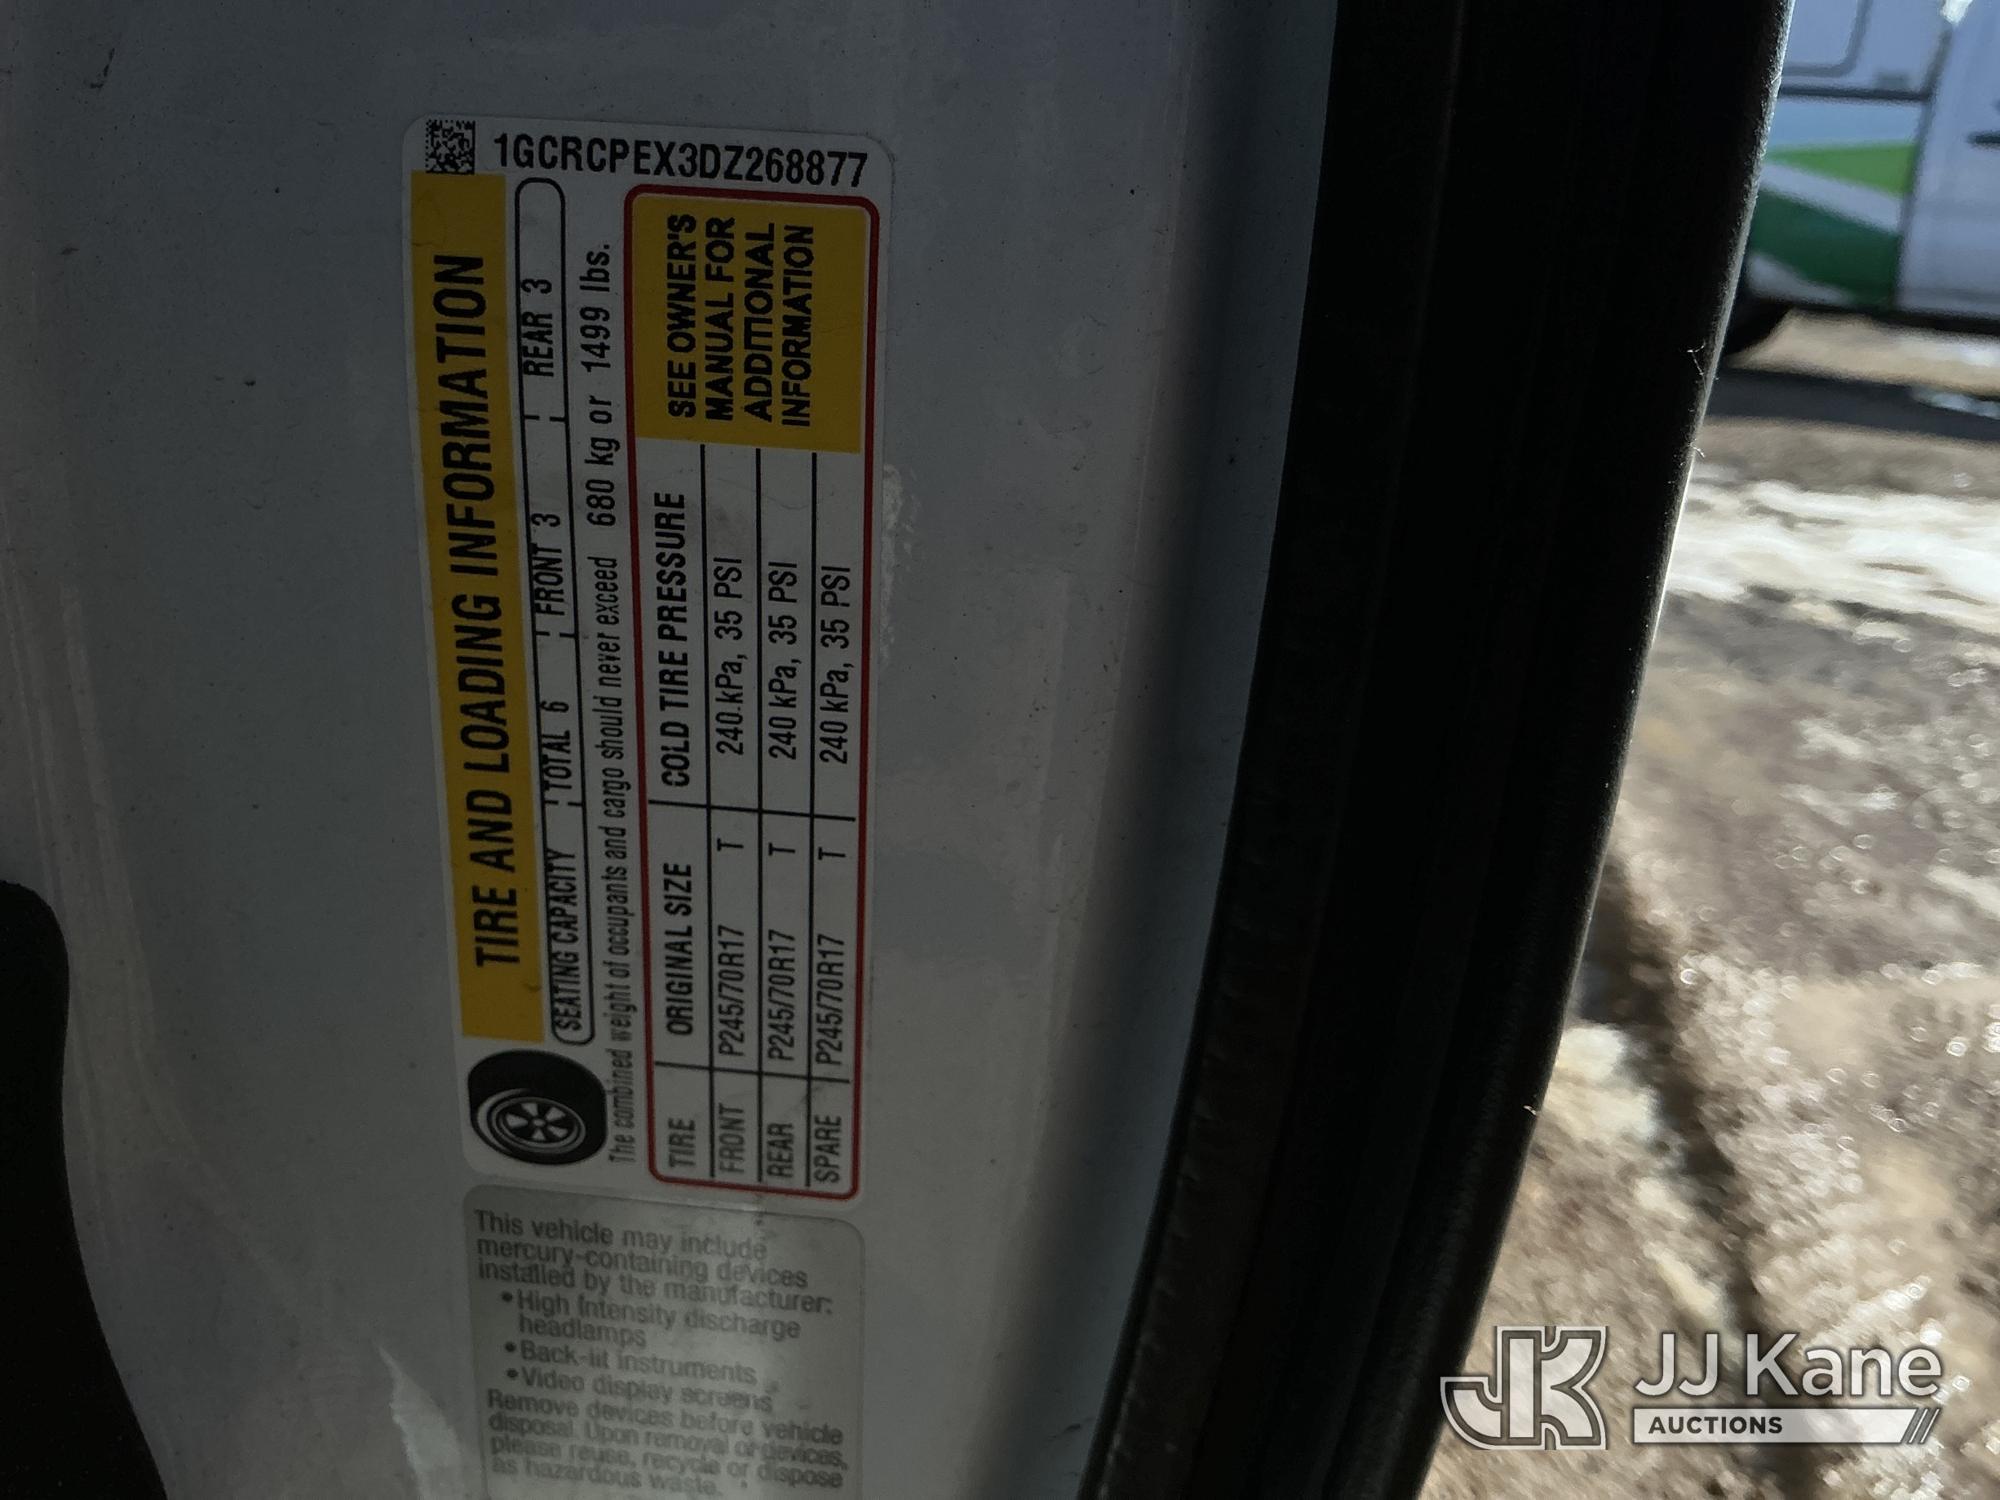 1GCRCPEX3DZ268877
TIRE AND LOADING INFORMATION
SEATING CAPACITY TOTAL 6 FRONT 3 REAR 3
The combined weight of occupants and cargo should never exceed 680 kg or 1499 lbs.
TIRE ORIGINAL SIZE COLD TIRE PRESSURE
FRONT P245/70R17 T 240 kPa, 35 PSI
REAR P245/70R17 T 240 kPa, 35 PSI
SPARE P245/70R17 T 240 kPa, 35 PSI
SEE OWNER'S
MANUAL FOR
ADDITIONAL
INFORMATION
This vehicle may include
mercury-containing devices
installed by the manufacturer:
•High Intensity discharge
headlamps
•Back-lit instruments
•Video display screens
Remove devices before vehicle
disposal. Upon removal of devices,
please reuse, recycle or dispose
as hazardous waste.
JK JJ Kane
AUCTIONS